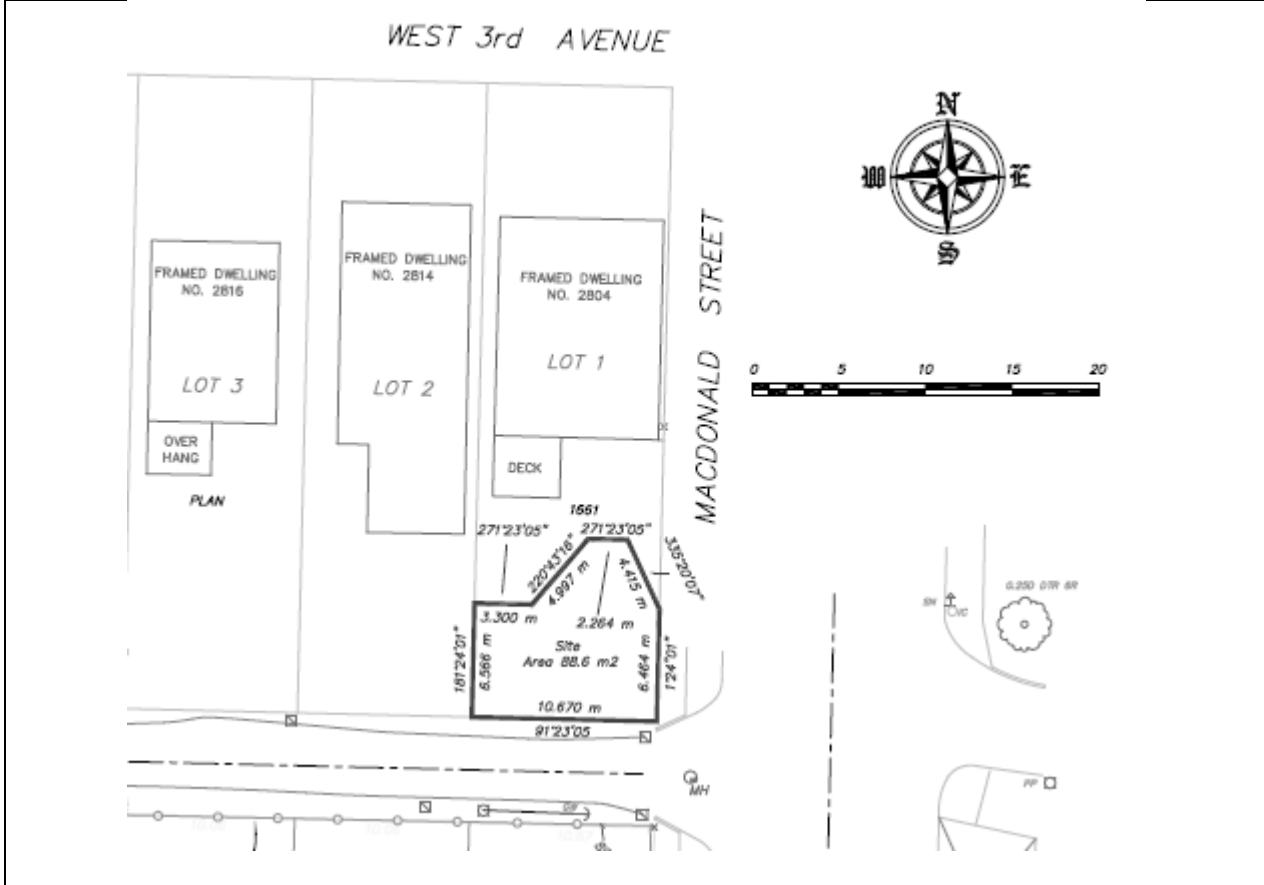 WEST 3rd AVENUE
N
W
E
S
MACDONALD STREET
0 5 10 15 20
FRAMED DWELLING
NO. 2816
LOT 3
OVER
HANG
PLAN
FRAMED DWELLING
NO. 2814
LOT 2
FRAMED DWELLING
NO. 2804
LOT 1
DECK
1661
271°23'05"
271°23'05"
220°43'16"
4.997 m
335°20'07"
4.415 m
3.300 m
2.264 m
Site
Area 88.6 m2
181°24'01"
6.566 m
6.464 m
1°24'01"
10.670 m
91°23'05
MH
PP